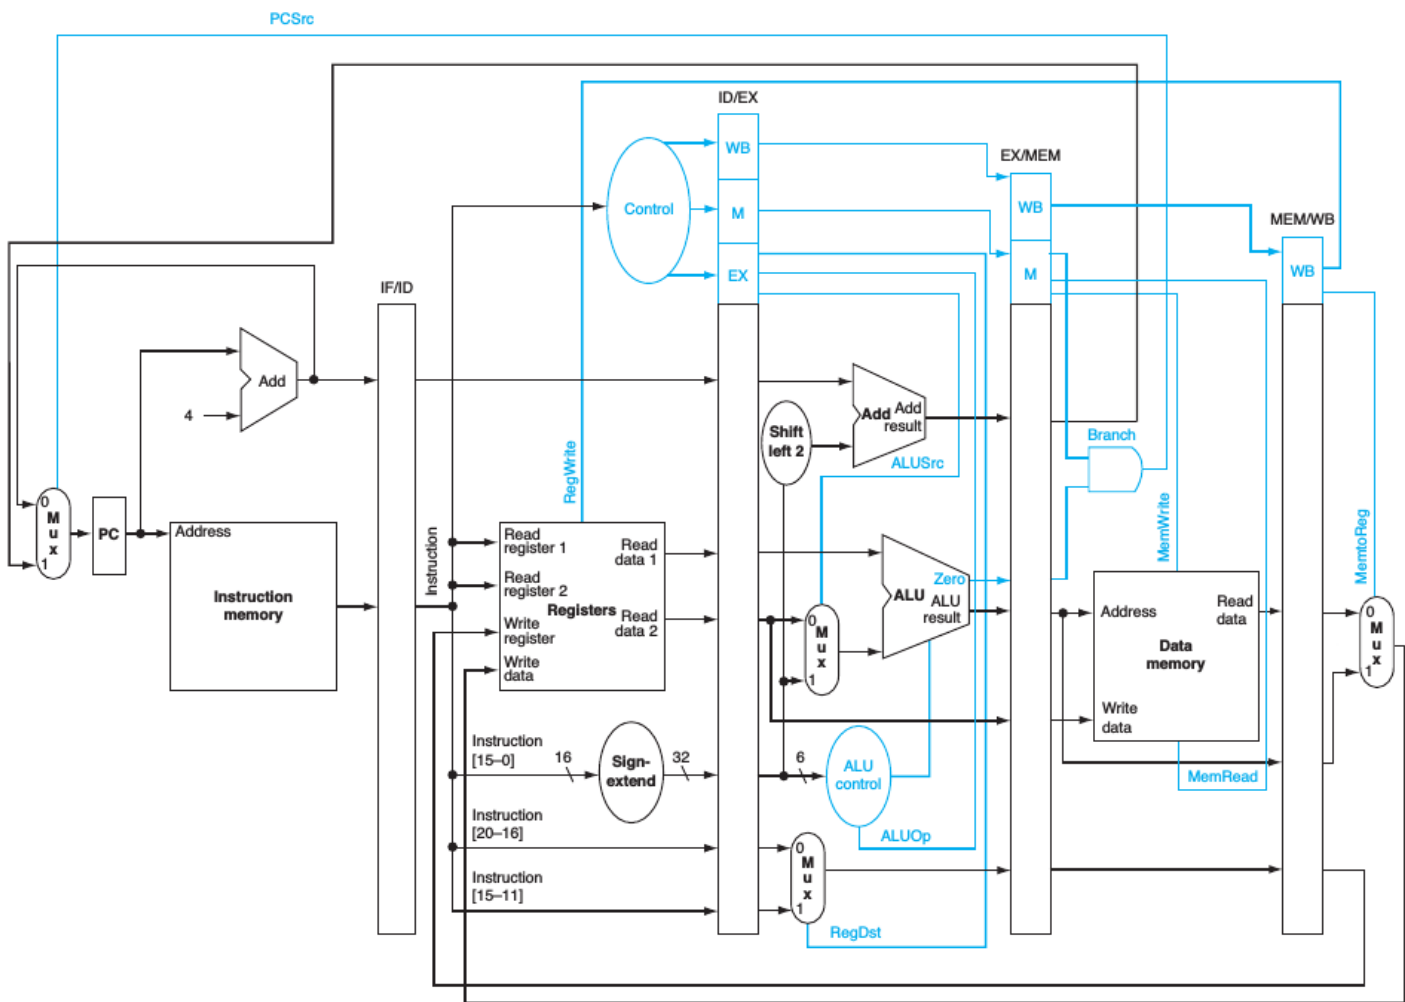 PCSrc
ID/EX
WB
EX/MEM
Control
M
WB
MEM/WB
EX
M
WB
IF/ID
Add
4
Shift
left 2
Add
Add
result
Branch
ALUSrc
RegWrite
0
M
u
x
1
PC
Address
Instruction
memory
Instruction
Read
register 1
Read
register 2
Write
register
Write
data
Registers
Read
data 1
Read
data 2
0
M
u
x
1
Zero
ALU
ALU
result
MemWrite
Address
Read
data
Data
memory
Write
data
MemtoReg
0
M
u
x
1
Instruction
[15–0]
16
Sign-
extend
32
6
ALU
control
MemRead
Instruction
[20–16]
ALUOp
0
M
u
x
1
Instruction
[15–11]
RegDst